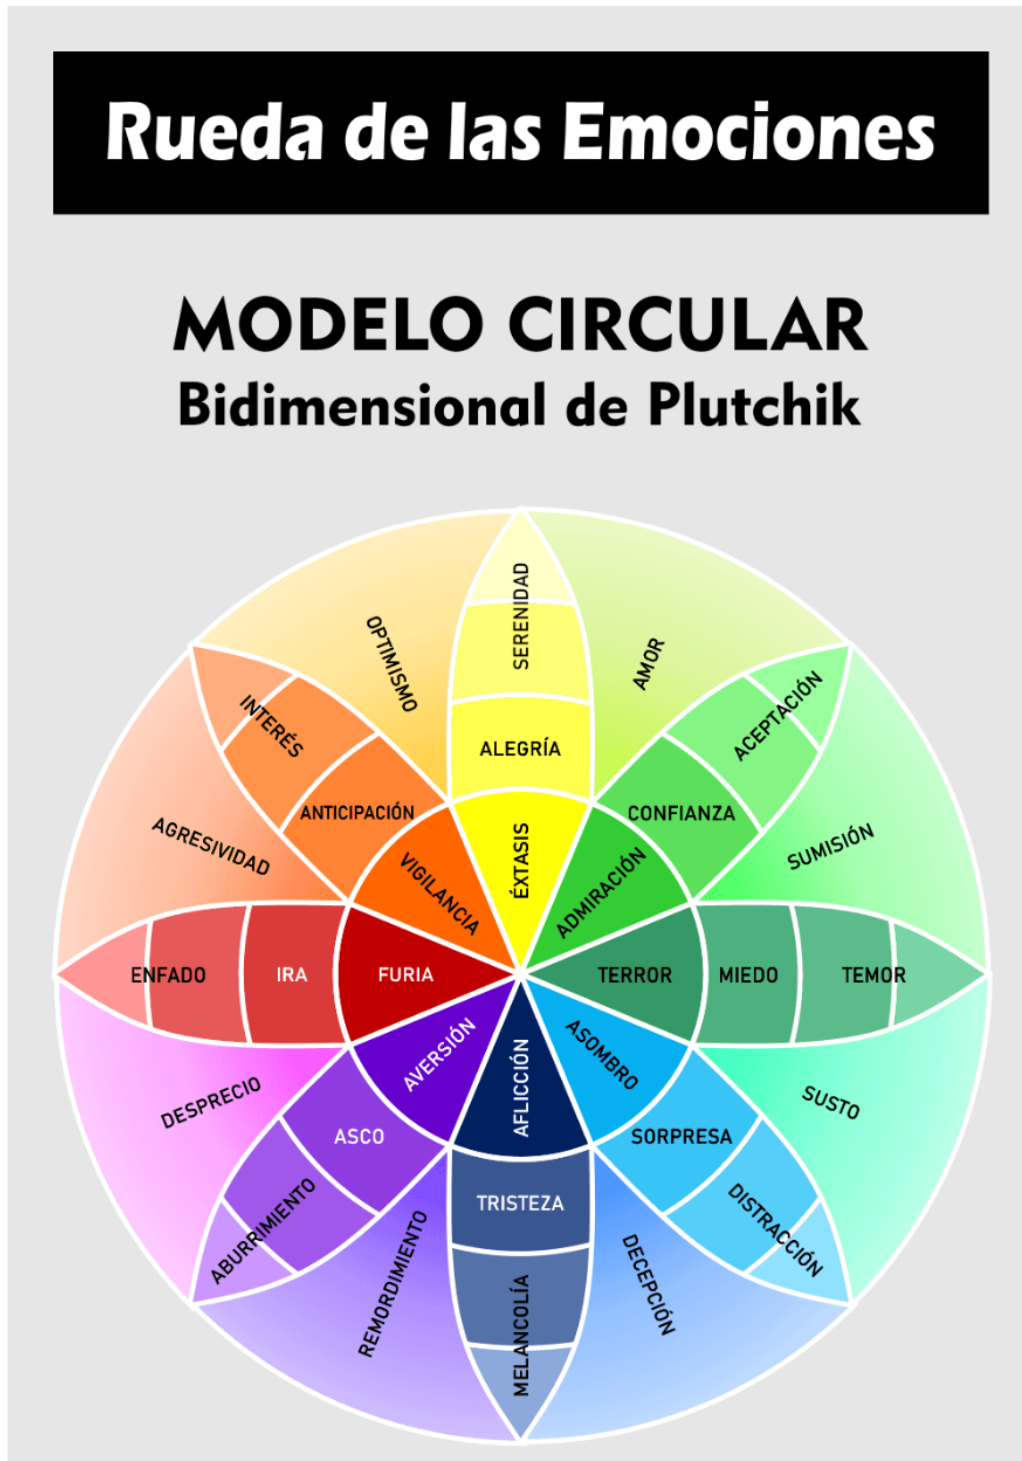 Rueda de las Emociones
MODELO CIRCULAR
Bidimensional de Plutchik
SERENIDAD
OPTIMISMO
AMOR
INTERÉS
ACEPTACIÓN
ALEGRÍA
ANTICIPACIÓN
CONFIANZA
AGRESIVIDAD
SUMISIÓN
VIGILANCIA
ÉXTASIS
ADMIRACIÓN
ENFADO
IRA
FURIA
TERROR
MIEDO
TEMOR
AVERSIÓN
AFLICCIÓN
ASOMBRO
DESPRECIO
SUSTO
ASCO
SORPRESA
TRISTEZA
ABURRIMIENTO
DISTRACCIÓN
REMORDIMIENTO
DECEPCIÓN
MELANCOLÍA